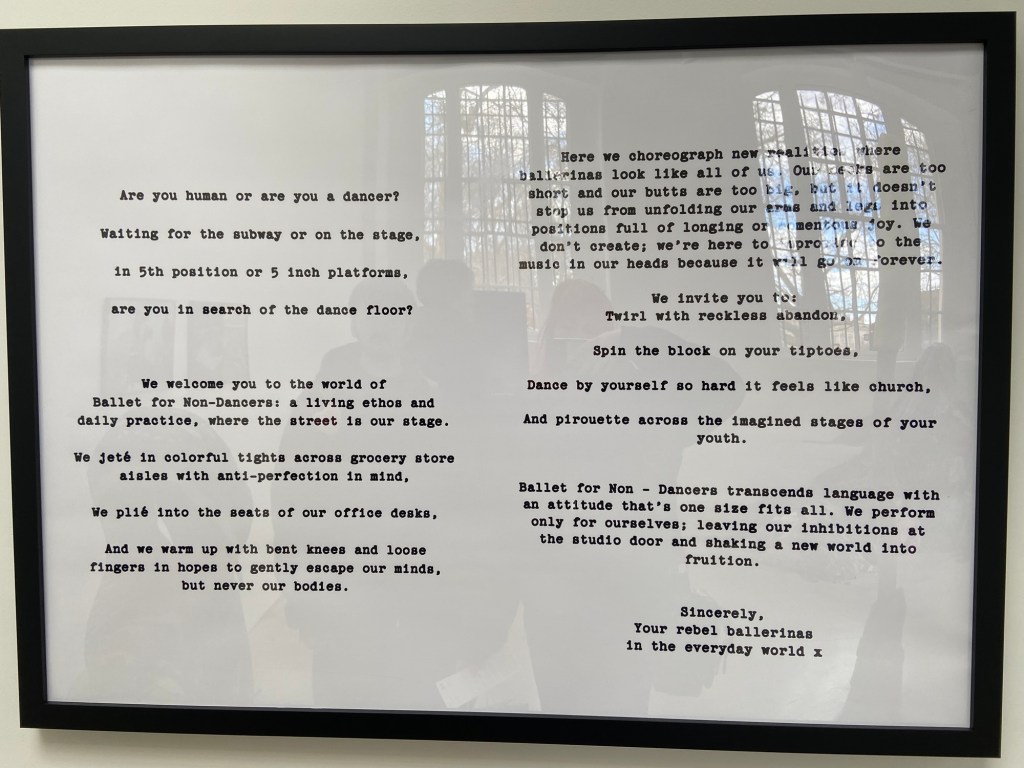 Are you human or are you a dancer?
Waiting for the subway or on the stage,
in 5th position or 5 inch platforms,
are you in search of the dance floor?
We welcome you to the world of
Ballet for Non-Dancers: a living ethos and
daily practice, where the street is our stage.
We jeté in colorful tights across grocery store
aisles with anti-perfection in mind,
We plié into the seats of our office desks,
And we warm up with bent knees and loose
fingers in hopes to gently escape our minds,
but never our bodies.
Here we choreograph new realities where
ballerinas look like all of us. Our necks are too
short and our butts are too big, but it doesn't
stop us from unfolding our arms and legs into
positions full of longing or joy. We
don't create; we're here to to the
music in our heads because it will go on forever.
We invite you to:
Twirl with reckless abandon,
Spin the block on your tiptoes,
Dance by yourself so hard it feels like church,
And pirouette across the imagined stages of your
youth.
Ballet for Non - Dancers transcends language with
an attitude that's one size fits all. We perform
only for ourselves; leaving our inhibitions at
the studio door and shaking a new world into
fruition.
Sincerely,
Your rebel ballerinas
in the everyday world x